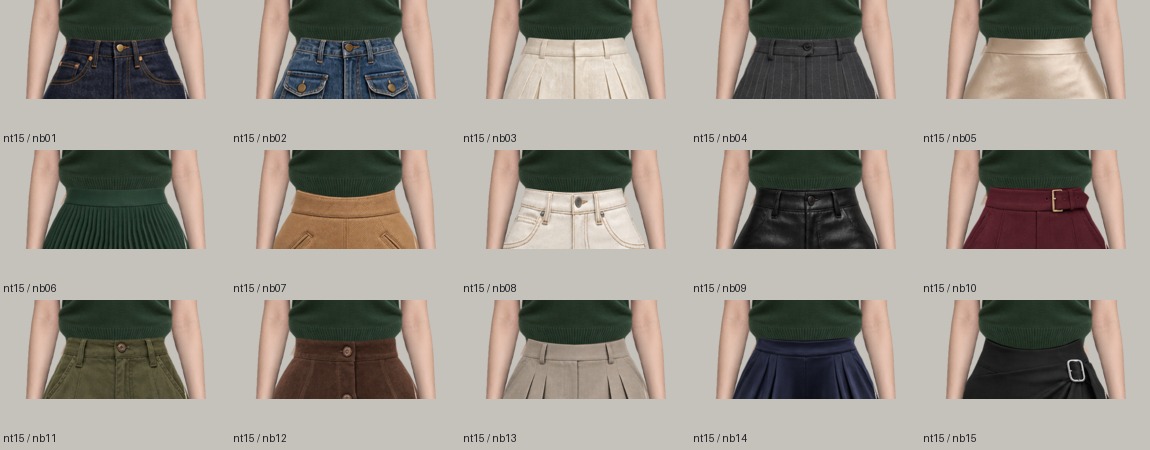 nt15 / nb01
nt15 / nb02
nt15 / nb03
nt15 / nb04
nt15 / nb05
nt15 / nb06
nt15 / nb07
nt15 / nb08
nt15 / nb09
nt15 / nb10
nt15 / nb11
nt15 / nb12
nt15 / nb13
nt15 / nb14
nt15 / nb15